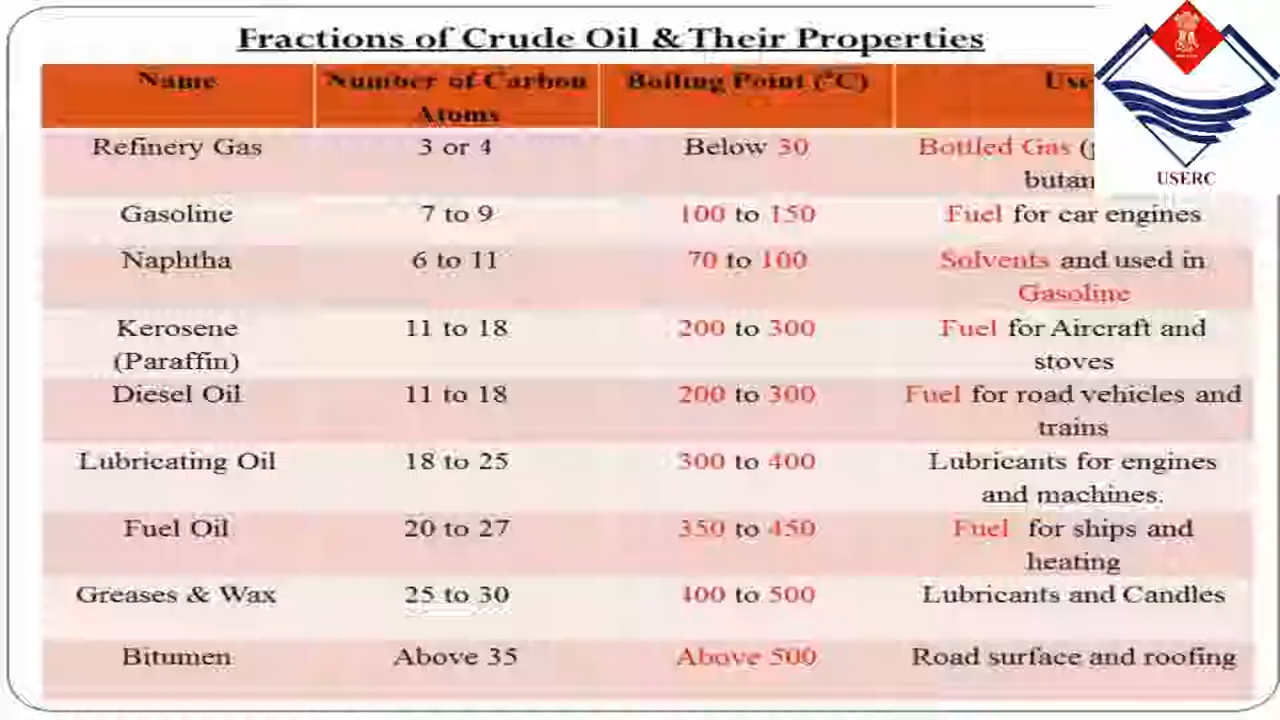 Fractions of Crude Oil & Their Properties
Name Number of Carbon Atoms Boiling Point (°C)
Refinery Gas 3 or 4 Below 30 Bottled Gas
Gasoline 7 to 9 100 to 150 Fuel for car engines
Naphtha 6 to 11 70 to 100 Solvents and used in
Gasoline
Kerosene 11 to 18 200 to 300 Fuel for Aircraft and
(Paraffin) stoves
Diesel Oil 11 to 18 200 to 300 Fuel for road vehicles and
trains
Lubricating Oil 18 to 25 300 to 400 Lubricants for engines
and machines.
Fuel Oil 20 to 27 350 to 450 Fuel for ships and
heating
Greases & Wax 25 to 30 400 to 500 Lubricants and Candles
Bitumen Above 35 Above 500 Road surface and roofing
USERC